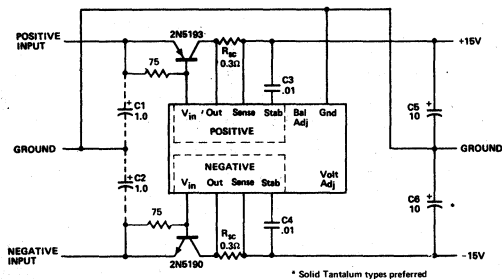 2N5193
POSITIVE
INPUT
Rsc
0.3Ω
+15V
75
C3
.01
+
C1
1.0
Vin Out Sense Stab Bal Adj Gnd
POSITIVE
C5
10
+
GROUND
GROUND
NEGATIVE
Volt Adj
Vin Out Sense Stab
+
C2
1.0
C6
10
+
*
75
Rsc
0.3Ω
C4
.01
NEGATIVE
INPUT
2N5190
−15V
* Solid Tantalum types preferred